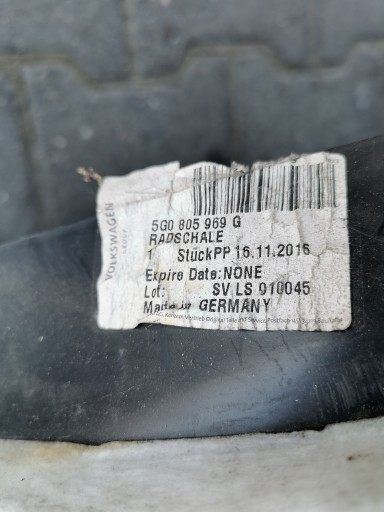 VOLKSWAGEN
5G0 805 969 G
RADSCHALE
1 StückPP 16.11.2016
Expire Date:NONE
Lot: SV LS 010045
Made in GERMANY